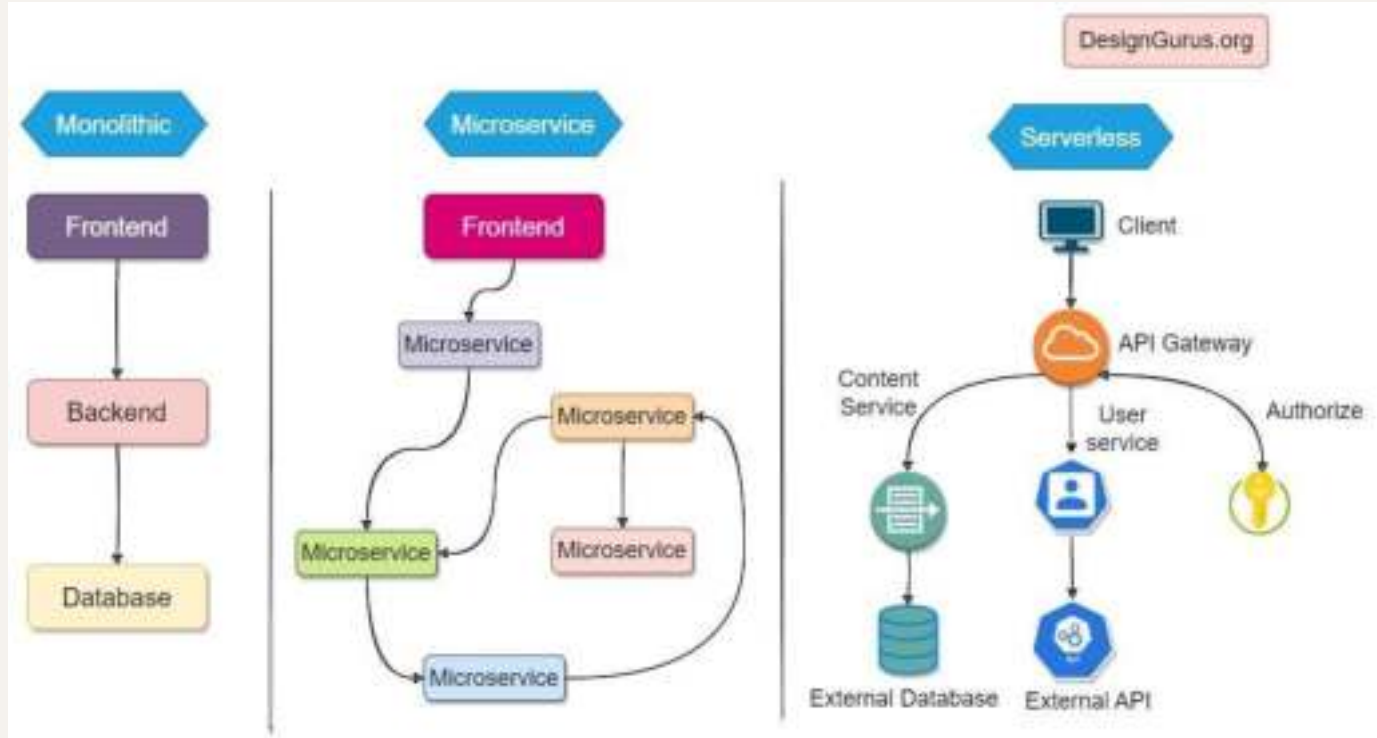 DesignGurus.org
Monolithic
Frontend
Backend
Database
Microservice
Frontend
Microservice
Microservice
Microservice
Microservice
Microservice
Serverless
Client
API Gateway
Content
Service
User
service
Authorize
External Database
External API